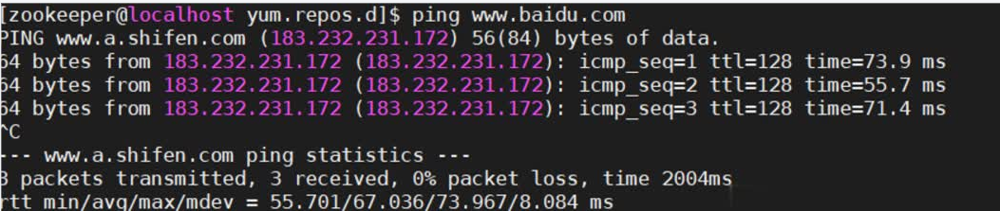 [zookeeper@localhost yum.repos.d]$ ping www.baidu.com
PING www.a.shifen.com (183.232.231.172) 56(84) bytes of data.
64 bytes from 183.232.231.172 (183.232.231.172): icmp_seq=1 ttl=128 time=73.9 ms
64 bytes from 183.232.231.172 (183.232.231.172): icmp_seq=2 ttl=128 time=55.7 ms
64 bytes from 183.232.231.172 (183.232.231.172): icmp_seq=3 ttl=128 time=71.4 ms
^C
--- www.a.shifen.com ping statistics ---
3 packets transmitted, 3 received, 0% packet loss, time 2004ms
rtt min/avg/max/mdev = 55.701/67.036/73.967/8.084 ms